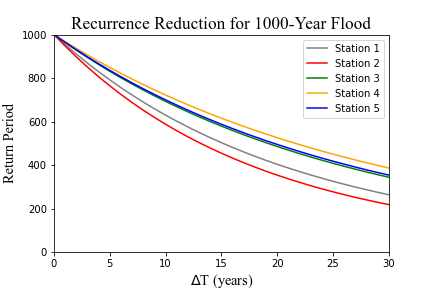 Recurrence Reduction for 1000-Year Flood
Return Period
1000
800
600
400
200
0
0 5 10 15 20 25 30
ΔT (years)
Station 1
Station 2
Station 3
Station 4
Station 5